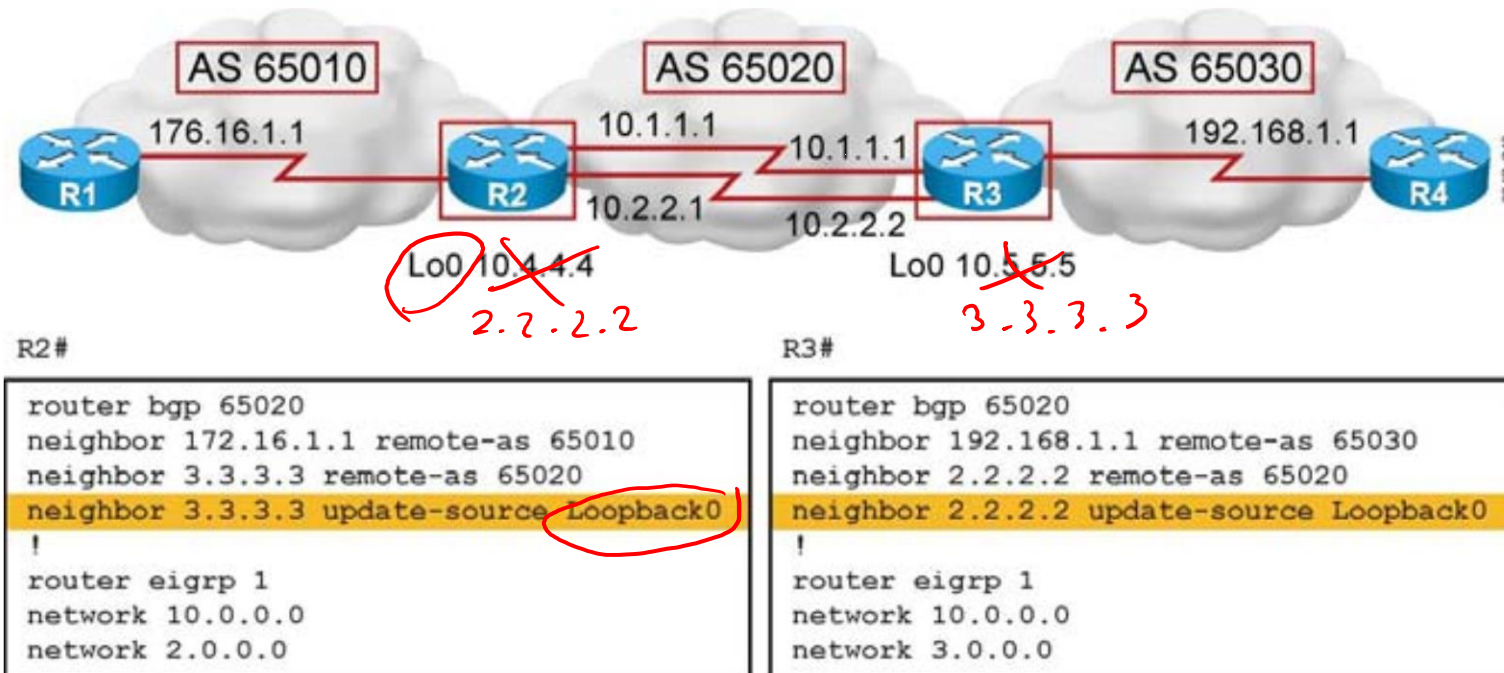 AS 65010
AS 65020
AS 65030
176.16.1.1
10.1.1.1
10.1.1.1
192.168.1.1
R1
R2
R3
R4
10.2.2.1
10.2.2.2
Lo0 10.4.4.4
Lo0 10.5.5.5
2.2.2.2
3.3.3.3
R2#
router bgp 65020
neighbor 172.16.1.1 remote-as 65010
neighbor 3.3.3.3 remote-as 65020
neighbor 3.3.3.3 update-source Loopback0
!
router eigrp 1
network 10.0.0.0
network 2.0.0.0
R3#
router bgp 65020
neighbor 192.168.1.1 remote-as 65030
neighbor 2.2.2.2 remote-as 65020
neighbor 2.2.2.2 update-source Loopback0
!
router eigrp 1
network 10.0.0.0
network 3.0.0.0